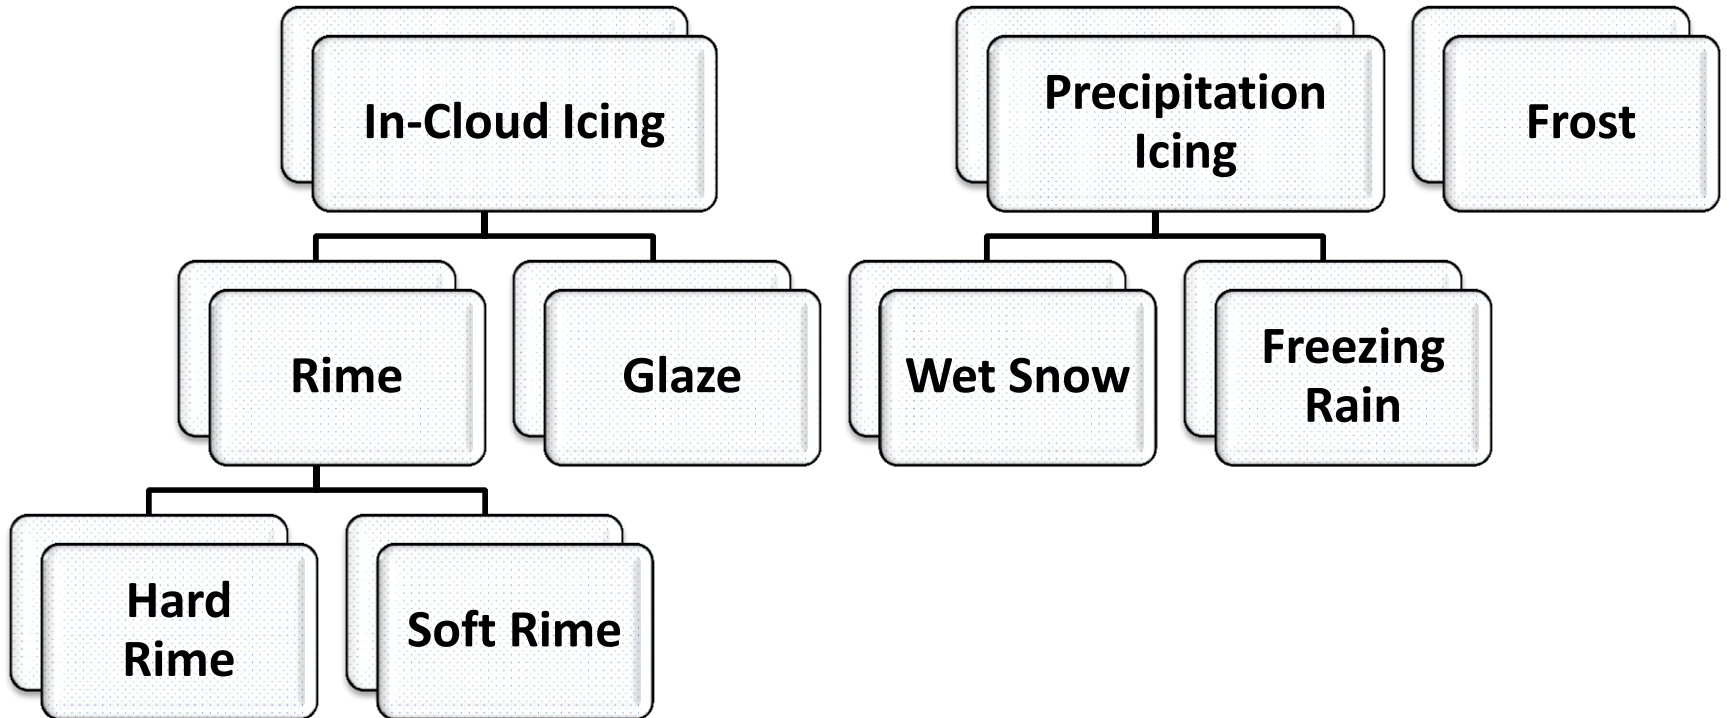 In-Cloud Icing
Precipitation
Icing
Frost
Rime
Glaze
Wet Snow
Freezing
Rain
Hard
Rime
Soft Rime